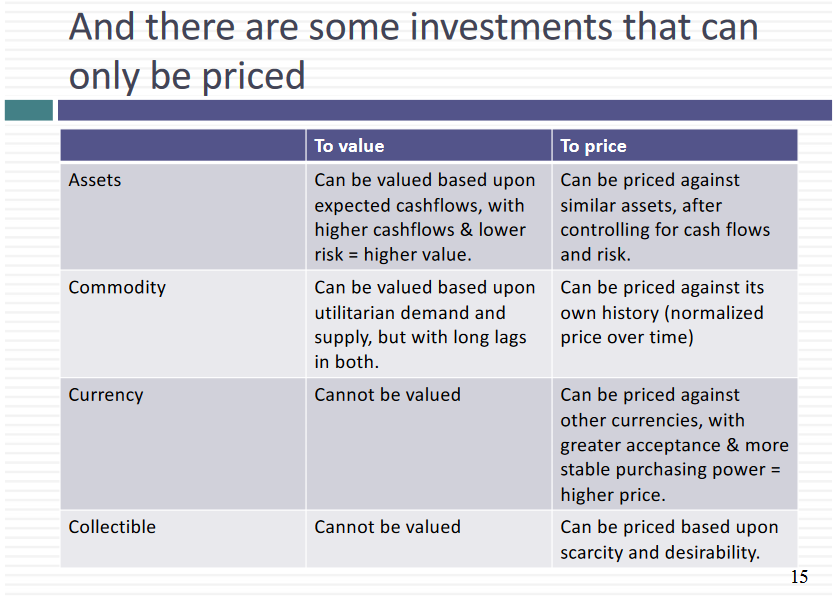 And there are some investments that can
only be priced
To value
To price
Assets
Can be valued based upon
expected cashflows, with
higher cashflows & lower
risk = higher value.
Can be priced against
similar assets, after
controlling for cash flows
and risk.
Commodity
Can be valued based upon
utilitarian demand and
supply, but with long lags
in both.
Can be priced against its
own history (normalized
price over time)
Currency
Cannot be valued
Can be priced against
other currencies, with
greater acceptance & more
stable purchasing power =
higher price.
Collectible
Cannot be valued
Can be priced based upon
scarcity and desirability.
15